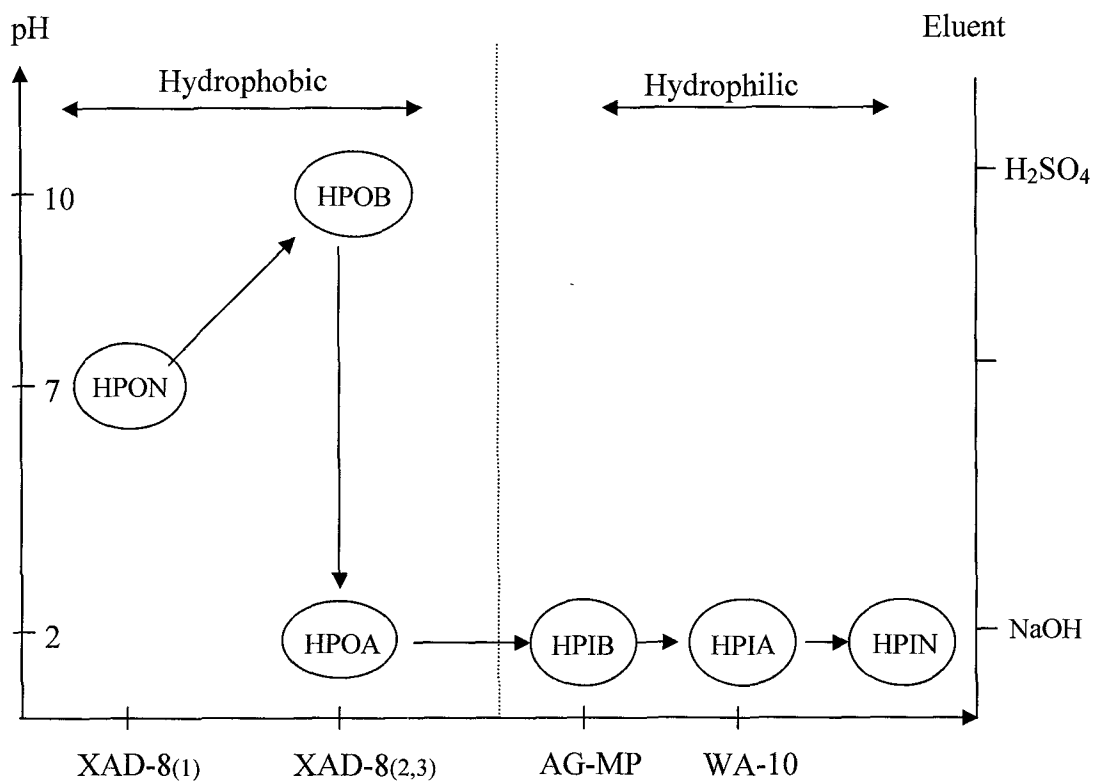 pH
Eluent
Hydrophobic
Hydrophilic
10
HPOB
H₂SO₄
7
HPON
2
HPOA
HPIB
HPIA
HPIN
NaOH
XAD-8(1)
XAD-8(2,3)
AG-MP
WA-10